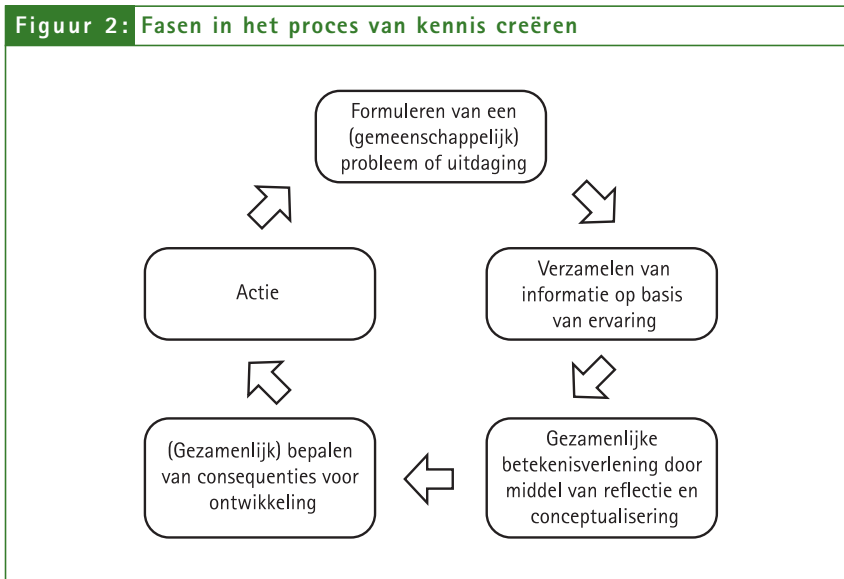 Figuur 2: Fasen in het proces van kennis creëren
Formuleren van een
(gemeenschappelijk)
probleem of uitdaging
Verzamelen van
informatie op basis
van ervaring
Gezamenlijke
betekenisverlening door
middel van reflectie en
conceptualisering
(Gezamenlijk) bepalen
van consequenties voor
ontwikkeling
Actie